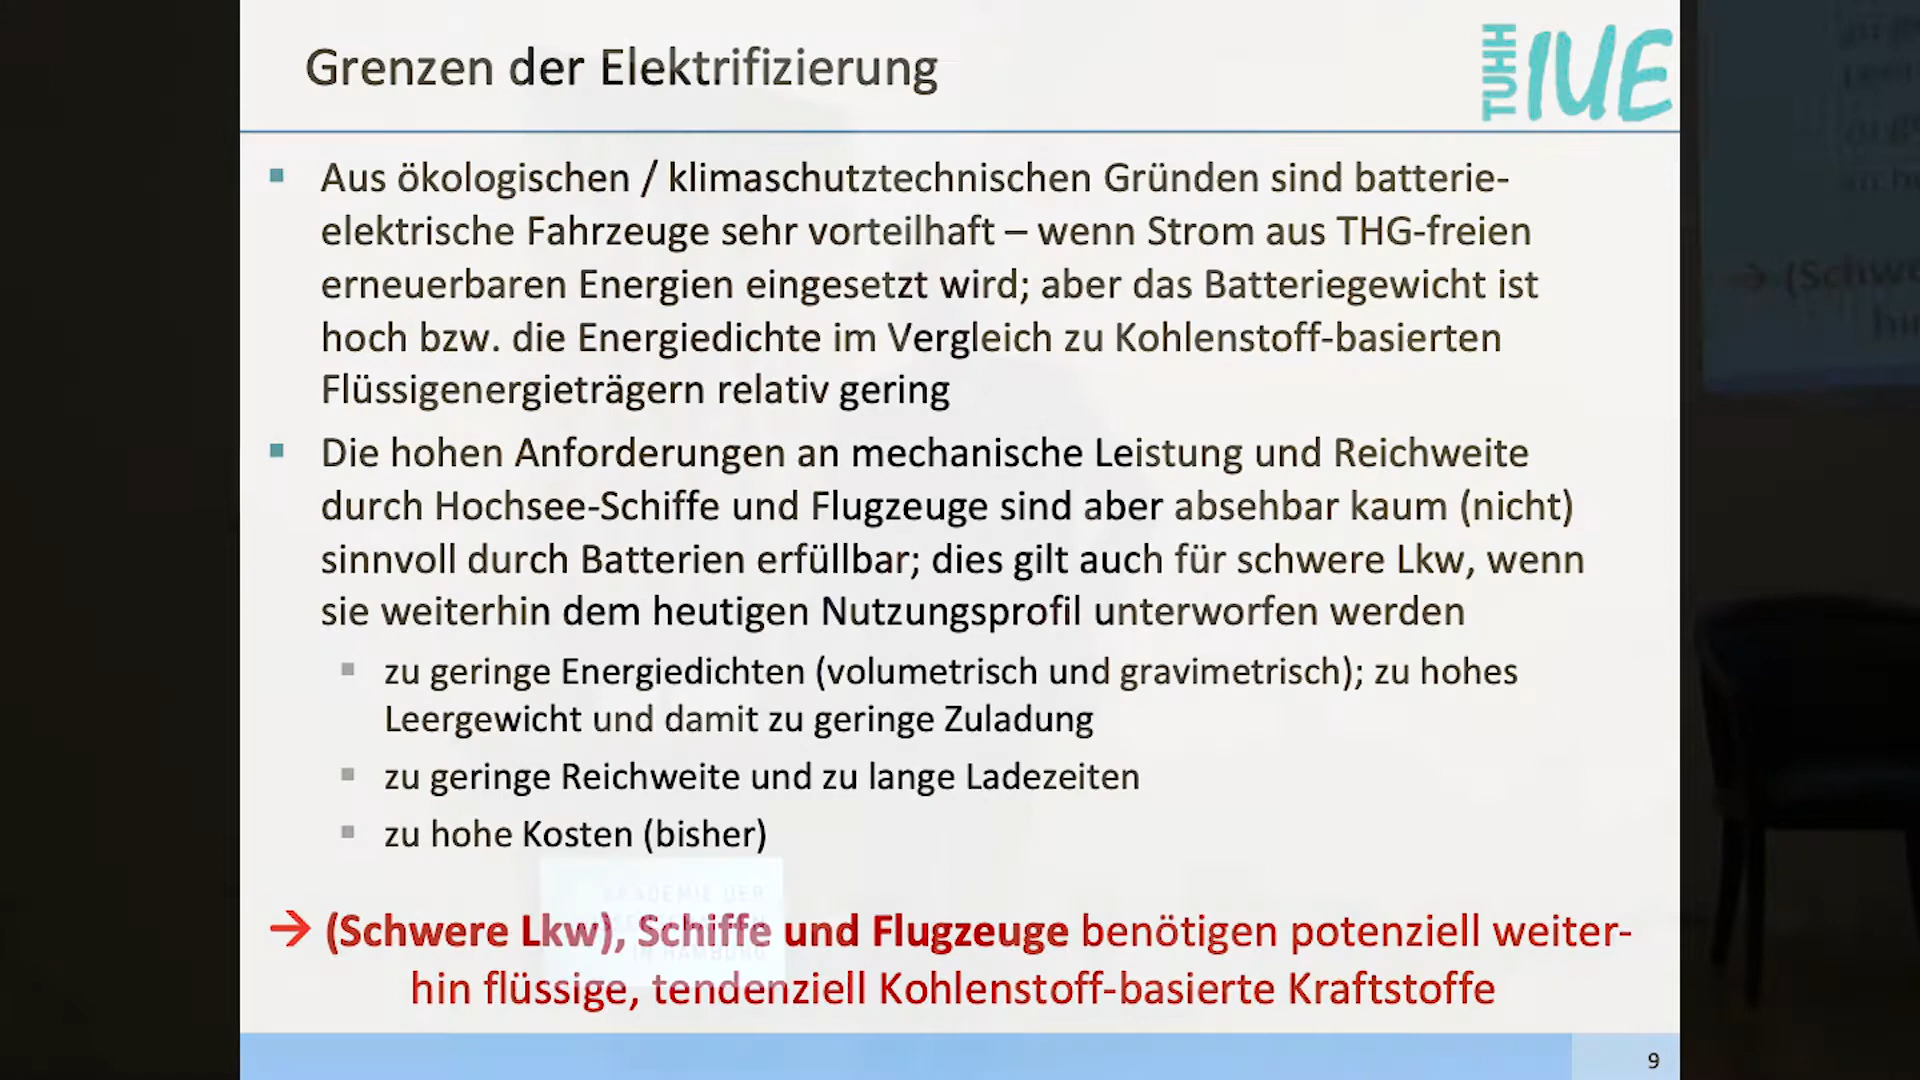 Grenzen der Elektrifizierung
TUHH
IUE
Aus ökologischen / klimaschutztechnischen Gründen sind batterie-
elektrische Fahrzeuge sehr vorteilhaft – wenn Strom aus THG-freien
erneuerbaren Energien eingesetzt wird; aber das Batteriegewicht ist
hoch bzw. die Energiedichte im Vergleich zu Kohlenstoff-basierten
Flüssigenergieträgern relativ gering
Die hohen Anforderungen an mechanische Leistung und Reichweite
durch Hochsee-Schiffe und Flugzeuge sind aber absehbar kaum (nicht)
sinnvoll durch Batterien erfüllbar; dies gilt auch für schwere Lkw, wenn
sie weiterhin dem heutigen Nutzungsprofil unterworfen werden
zu geringe Energiedichten (volumetrisch und gravimetrisch); zu hohes
Leergewicht und damit zu geringe Zuladung
zu geringe Reichweite und zu lange Ladezeiten
zu hohe Kosten (bisher)
AKADEMIE DER
IN HAMBURG
→ (Schwere Lkw), Schiffe und Flugzeuge benötigen potenziell weiter-
hin flüssige, tendenziell Kohlenstoff-basierte Kraftstoffe
9
→ (Schwe